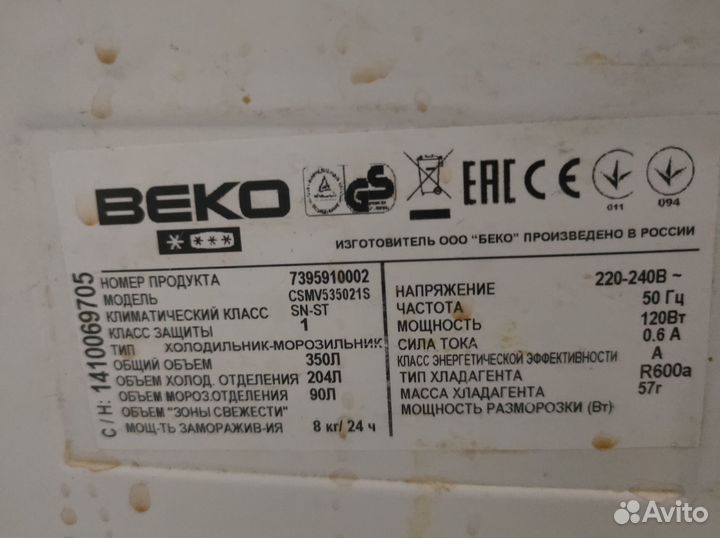 BEKO
GS
EAC CE
011 094
ИЗГОТОВИТЕЛЬ ООО "БЕКО" ПРОИЗВЕДЕНО В РОССИИ
С/Н: 1410069705
НОМЕР ПРОДУКТА 7395910002
МОДЕЛЬ CSMV535021S
КЛИМАТИЧЕСКИЙ КЛАСС SN-ST
КЛАСС ЗАЩИТЫ 1
ТИП ХОЛОДИЛЬНИК-МОРОЗИЛЬНИК
ОБЩИЙ ОБЪЕМ 350Л
ОБЪЕМ ХОЛОД. ОТДЕЛЕНИЯ 204Л
ОБЪЕМ МОРОЗ.ОТДЕЛЕНИЯ 90Л
ОБЪЕМ "ЗОНЫ СВЕЖЕСТИ"
МОЩ-ТЬ ЗАМОРАЖИВ-ИЯ 8 кг/ 24 ч
НАПРЯЖЕНИЕ 220-240В ~
ЧАСТОТА 50 Гц
МОЩНОСТЬ 120Вт
СИЛА ТОКА 0.6 А
КЛАСС ЭНЕРГЕТИЧЕСКОЙ ЭФФЕКТИВНОСТИ А
ТИП ХЛАДАГЕНТА R600a
МАССА ХЛАДАГЕНТА 57г
МОЩНОСТЬ РАЗМОРОЗКИ (Вт)
Avito